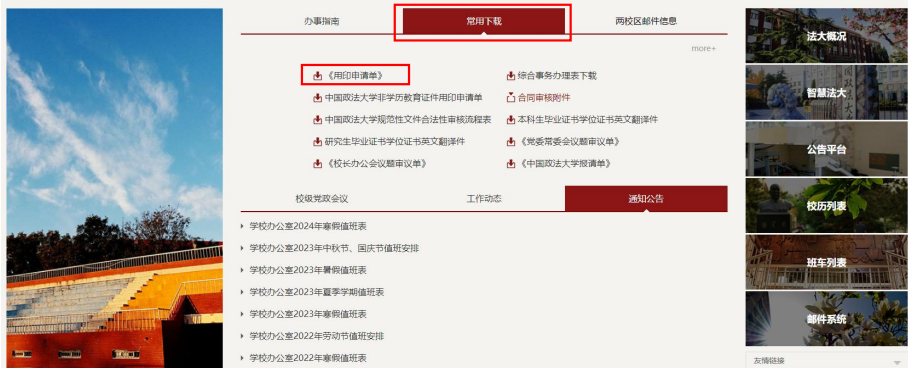 办事指南 常用下载 两校区邮件信息
more+
《用印申请单》 综合事务办理表下载
中国政法大学非学历教育证件用印申请单 合同审核附件
中国政法大学规范性文件合法性审核流程表 本科生毕业证书学位证书英文翻译件
研究生毕业证书学位证书英文翻译件 《党委常委会议题审议单》
《校长办公会议题审议单》 《中国政法大学报请单》
校级党政会议 工作动态 通知公告
学校办公室2024年寒假值班表
学校办公室2023年中秋节、国庆节值班安排
学校办公室2023年暑假值班表
学校办公室2023年夏季学期值班表
学校办公室2023年寒假值班表
学校办公室2022年劳动节值班安排
学校办公室2022年寒假值班表
法大概况
智慧法大
公告平台
校历列表
班车列表
邮件系统
友情链接